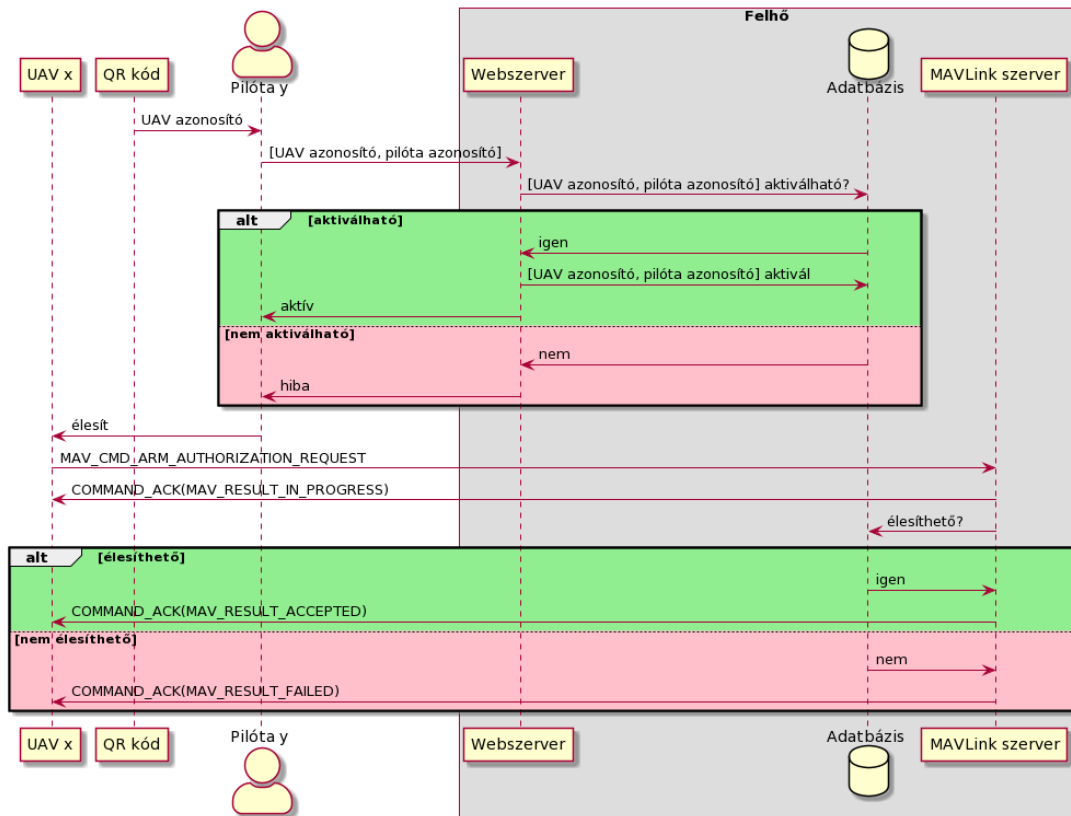 Felhő
UAV x
QR kód
Pilóta y
Webszerver
Adatbázis
MAVLink szerver
UAV azonosító
[UAV azonosító, pilóta azonosító]
[UAV azonosító, pilóta azonosító] aktiválható?
alt [aktiválható]
igen
[UAV azonosító, pilóta azonosító] aktivál
aktív
[nem aktiválható]
nem
hiba
élesít
MAV_CMD_ARM_AUTHORIZATION_REQUEST
COMMAND_ACK(MAV_RESULT_IN_PROGRESS)
élesíthető?
alt [élesíthető]
igen
COMMAND_ACK(MAV_RESULT_ACCEPTED)
[nem élesíthető]
nem
COMMAND_ACK(MAV_RESULT_FAILED)
UAV x
QR kód
Pilóta y
Webszerver
Adatbázis
MAVLink szerver